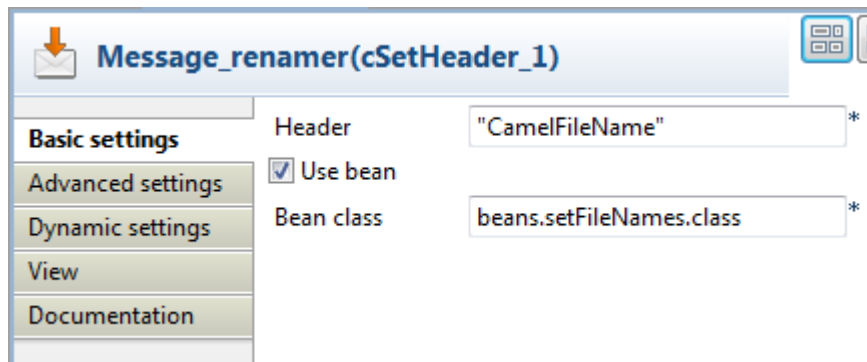 Message_renamer(cSetHeader_1)
Basic settings
Advanced settings
Dynamic settings
View
Documentation
Header "CamelFileName" *
Use bean
Bean class beans.setFileNames.class *